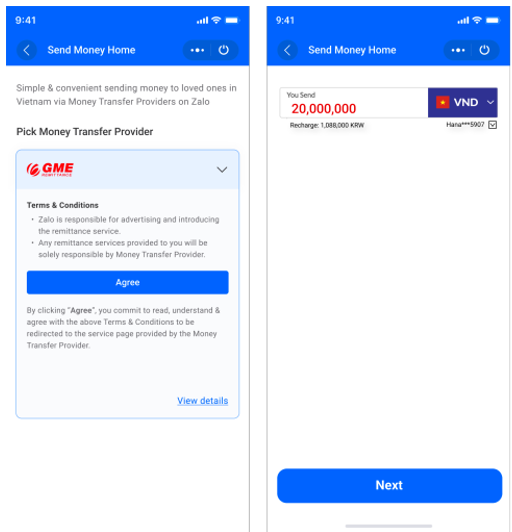 9:41
Send Money Home
Simple & convenient sending money to loved ones in
Vietnam via Money Transfer Providers on Zalo
Pick Money Transfer Provider
GME
REMITTANCE
Terms & Conditions
• Zalo is responsible for advertising and introducing
the remittance service.
• Any remittance services provided to you will be
solely responsible by Money Transfer Provider.
Agree
By clicking "Agree", you commit to read, understand &
agree with the above Terms & Conditions to be
redirected to the service page provided by the Money
Transfer Provider.
View details
9:41
Send Money Home
You Send
20,000,000
VND
Recharge: 1,088,000 KRW
Hana***5907
Next